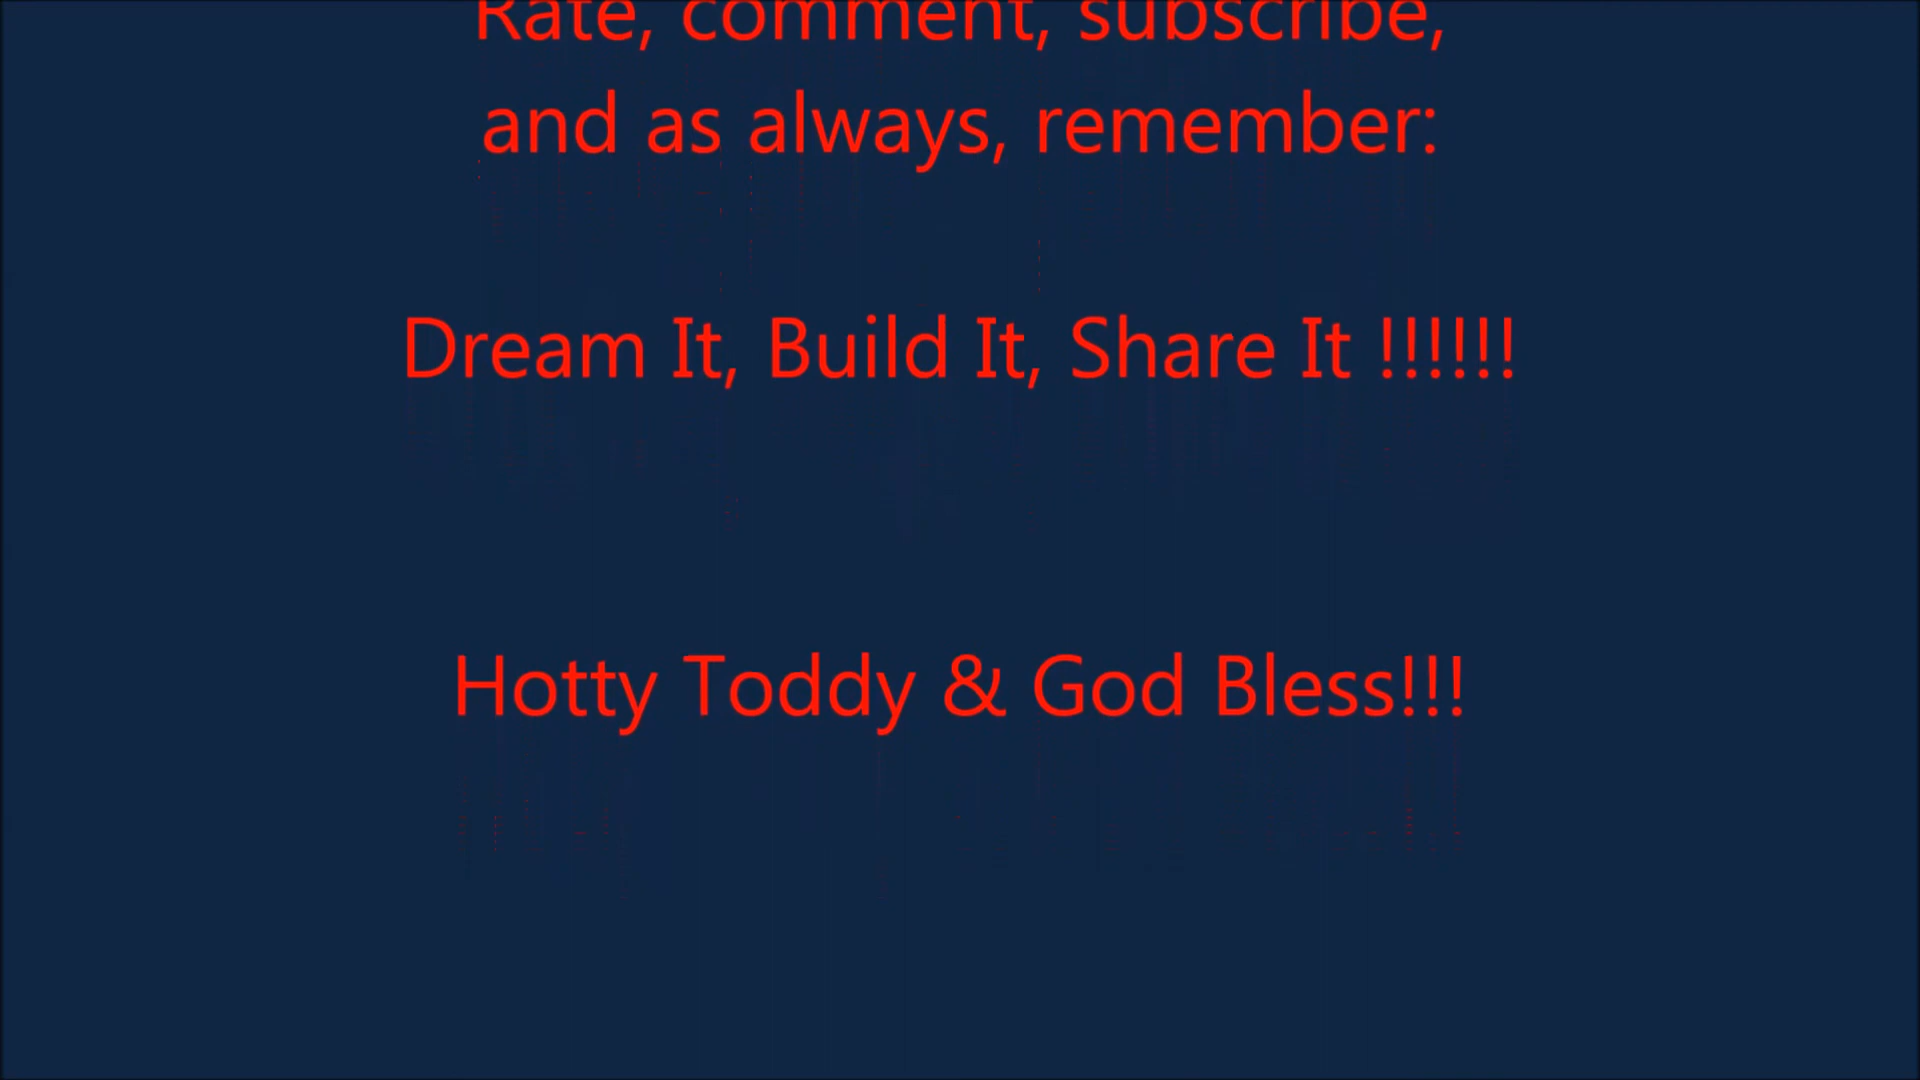 Rate, comment, subscribe,
and as always, remember:
Dream It, Build It, Share It !!!!!!
Hotty Toddy & God Bless!!!